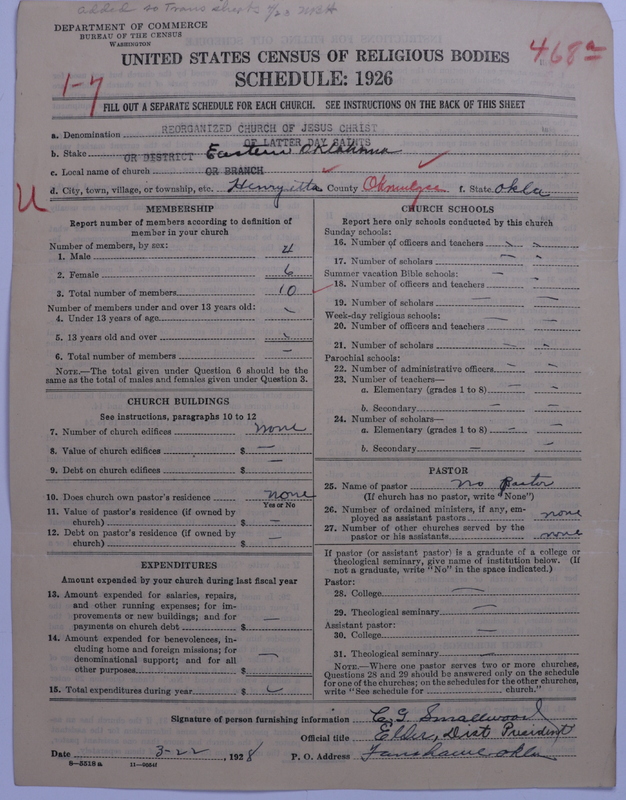 added to Trans sheets
DEPARTMENT OF COMMERCE
BUREAU OF THE CENSUS
WASHINGTON
UNITED STATES CENSUS OF RELIGIOUS BODIES
468a
SCHEDULE: 1926
1-7
FILL OUT A SEPARATE SCHEDULE FOR EACH CHURCH. SEE INSTRUCTIONS ON THE BACK OF THIS SHEET
a. Denomination REORGANIZED CHURCH OF JESUS CHRIST
OF LATTER DAY SAINTS
b. Stake OR DISTRICT Eastern Oklahoma
c. Local name of church OR BRANCH
d. City, town, village, or township, etc. Henryetta County Okmulgee f. State Okla
U
MEMBERSHIP
Report number of members according to definition of
member in your church
Number of members, by sex:
1. Male 4
2. Female 6
3. Total number of members 10
Number of members under and over 13 years old:
4. Under 13 years of age
5. 13 years old and over
6. Total number of members —
NOTE.—The total given under Question 6 should be the
same as the total of males and females given under Question 3.
CHURCH BUILDINGS
See instructions, paragraphs 10 to 12
7. Number of church edifices none
8. Value of church edifices $ —
9. Debt on church edifices $ —
10. Does church own pastor's residence none
Yes or No
11. Value of pastor's residence (if owned by
church) $ —
12. Debt on pastor's residence (if owned by
church) $ —
EXPENDITURES
Amount expended by your church during last fiscal year
13. Amount expended for salaries, repairs,
and other running expenses; for im-
provements or new buildings; and for
payments on church debt $ —
14. Amount expended for benevolences, in-
cluding home and foreign missions; for
denominational support; and for all
other purposes $ —
15. Total expenditures during year $
CHURCH SCHOOLS
Report here only schools conducted by this church
Sunday schools:
16. Number of officers and teachers
17. Number of scholars
Summer vacation Bible schools:
18. Number of officers and teachers
19. Number of scholars
Week-day religious schools:
20. Number of officers and teachers
21. Number of scholars
Parochial schools:
22. Number of administrative officers
23. Number of teachers—
a. Elementary (grades 1 to 8)
b. Secondary
24. Number of scholars—
a. Elementary (grades 1 to 8)
b. Secondary
PASTOR
25. Name of pastor no Pastor
(If church has no pastor, write "None")
26. Number of ordained ministers, if any, em-
ployed as assistant pastors none
27. Number of other churches served by the
pastor or his assistants none
If pastor (or assistant pastor) is a graduate of a college or
theological seminary, give name of institution below. (If
not a graduate, write "No" in the space indicated.)
Pastor:
28. College —
29. Theological seminary —
Assistant pastor:
30. College —
31. Theological seminary —
NOTE.—Where one pastor serves two or more churches,
Questions 28 and 29 should be answered only on the schedule
for one of the churches; on the schedules for the other churches,
write "See schedule for church."
Signature of person furnishing information C. G. Smallwood
Official title Elder, Dist President
Date 3-22, 1928 P. O. Address Fanshawe Okla
8—5518a 11—9054f